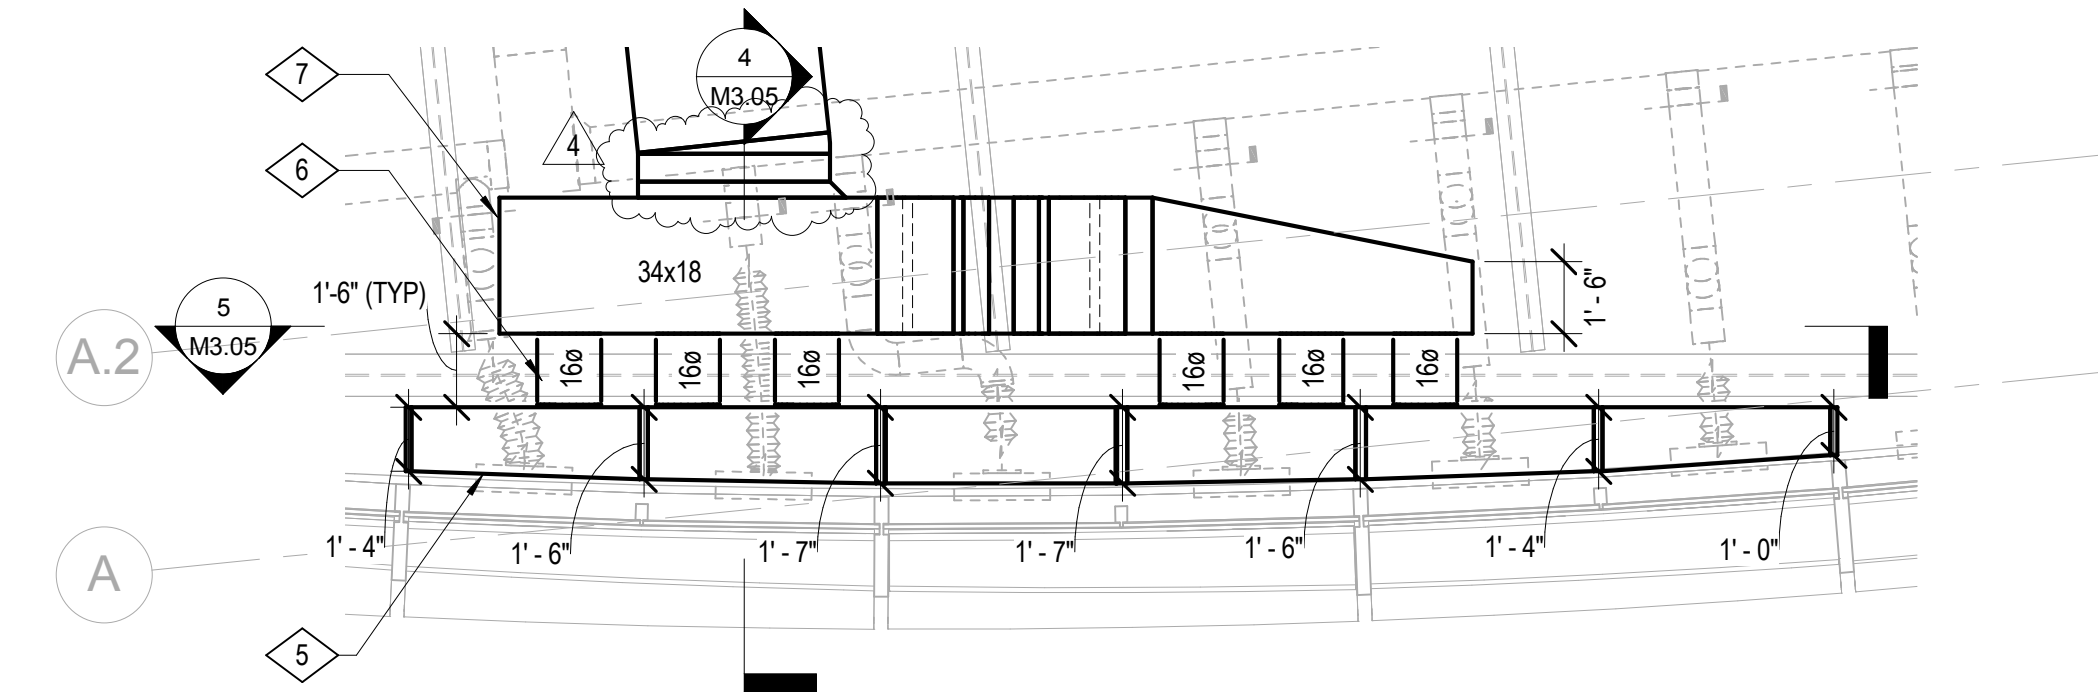 4
M3.05
7
4
6
34x18
1'-6" (TYP)
1' - 6"
5
M3.05
A.2
16ø
16ø
16ø
16ø
16ø
16ø
1' - 4"
1' - 6"
1' - 7"
1' - 7"
1' - 6"
1' - 4"
1' - 0"
A
5